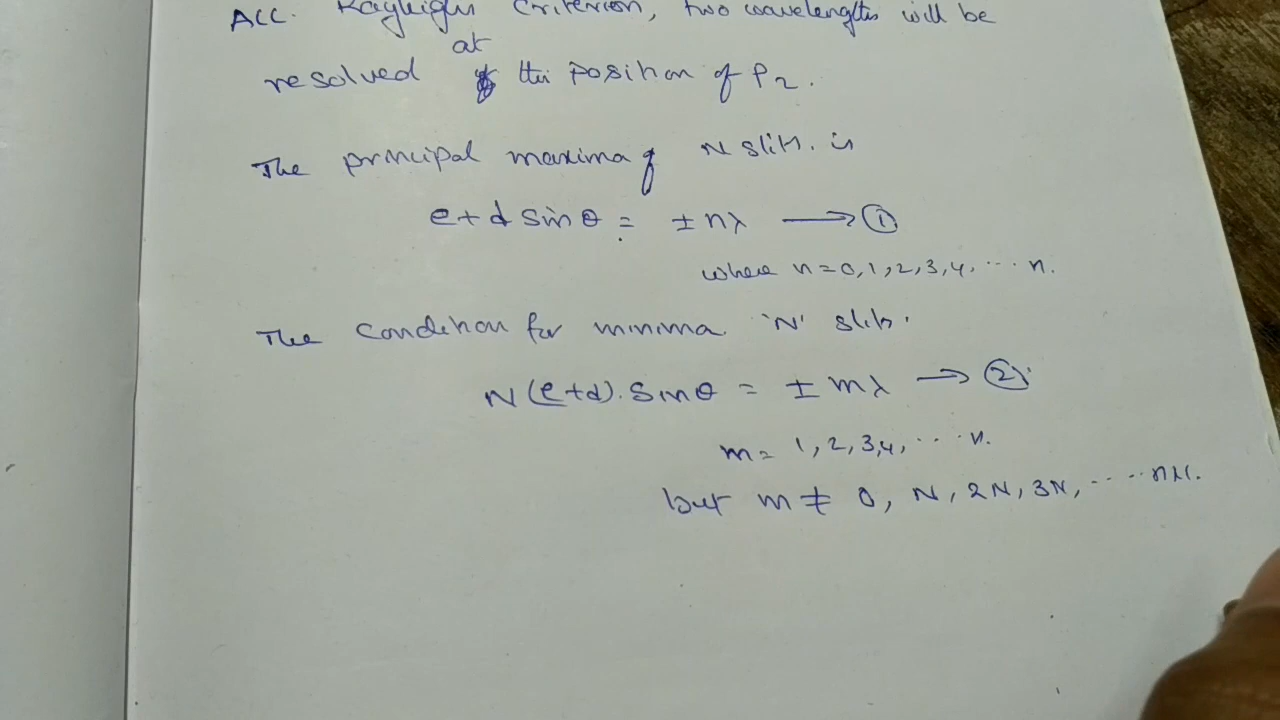 Acc. Rayleighs Criterion, two wavelengths will be
at
resolved the position of P2.
The principal maxima of N slits. is
e+d sinθ = ±nλ ⟶ ①
where n=0,1,2,3,4,.... n.
The condition for minima 'N' slits.
N(e+d).sinθ = ± mλ ⟶ ②
m= 1,2,3,4,... n.
but m ≠ 0, N, 2N, 3N, .....